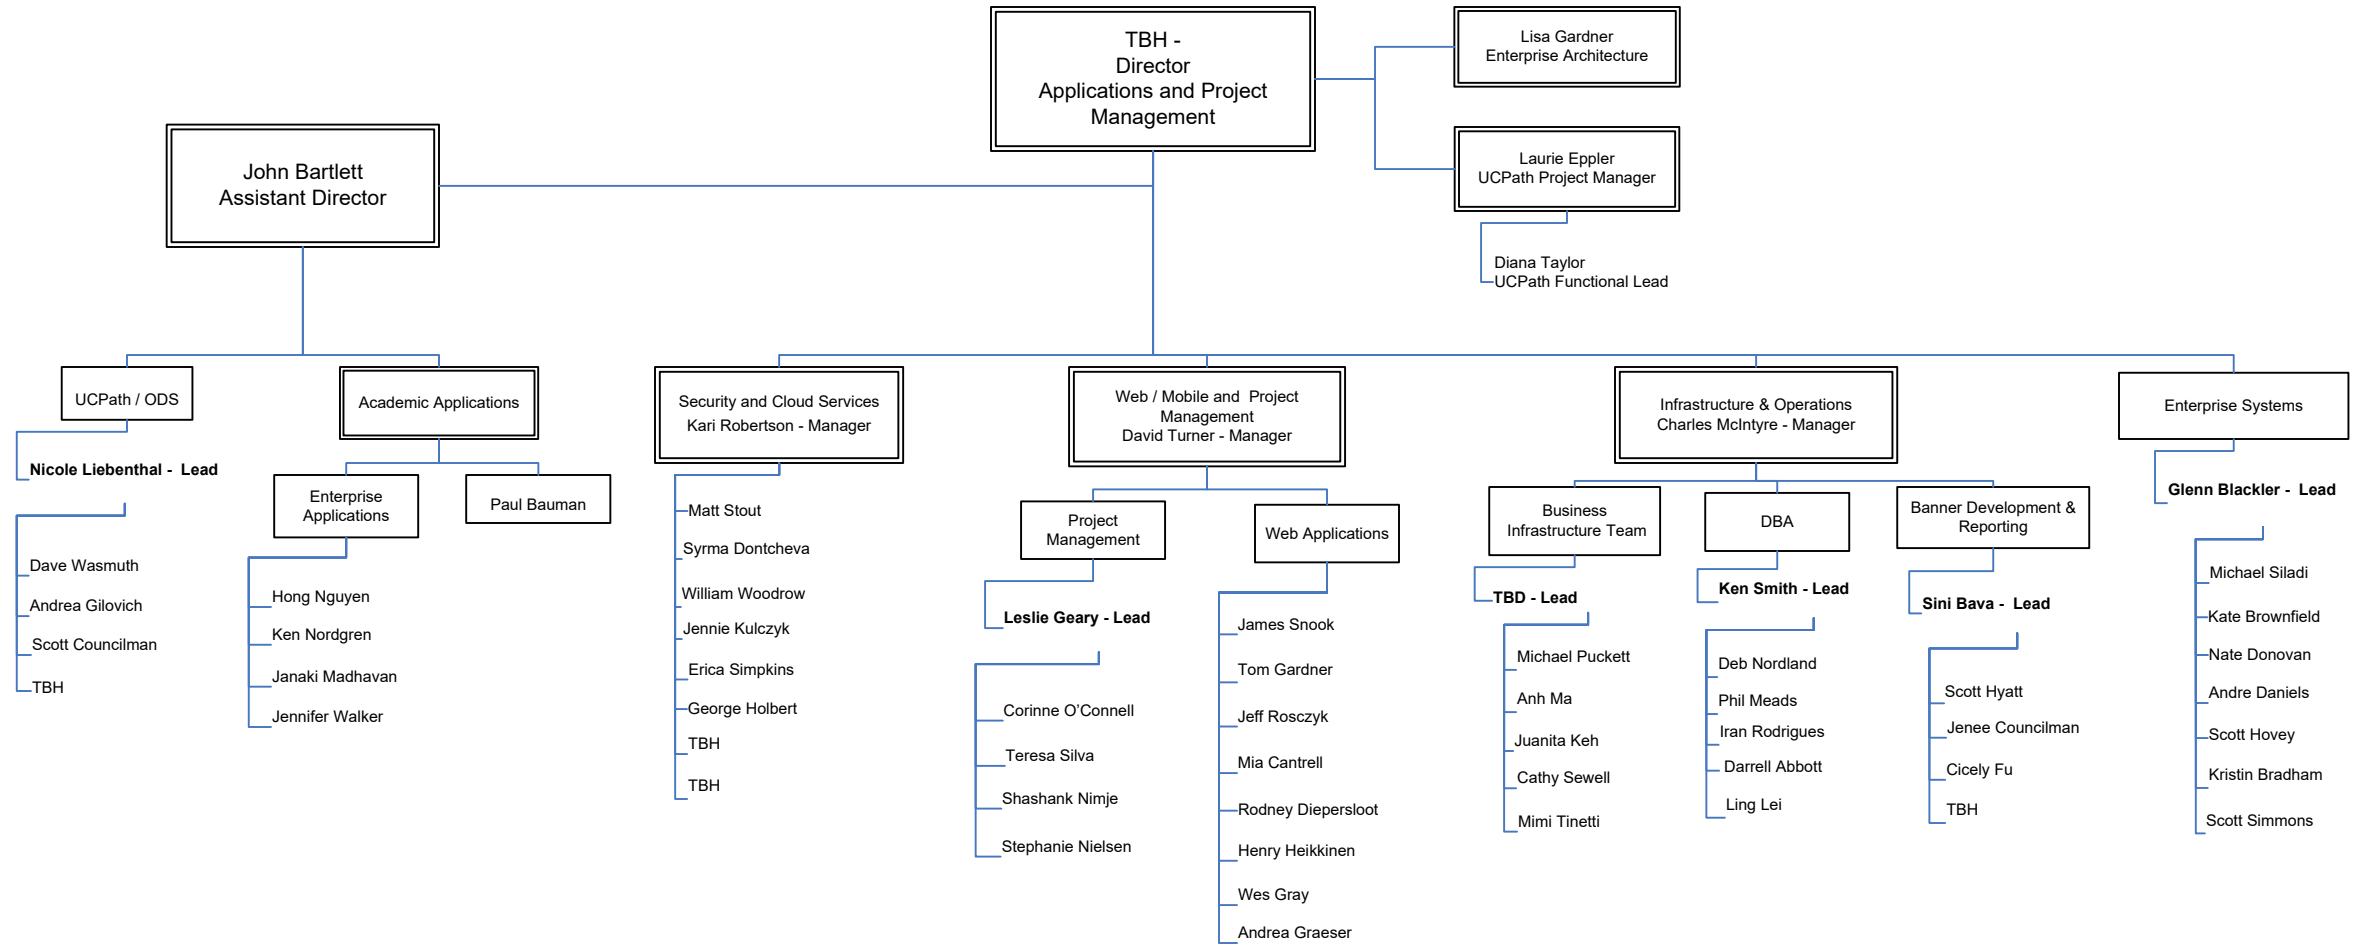 TBH -
Director
Applications and Project
Management
Lisa Gardner
Enterprise Architecture
Laurie Eppler
UCPath Project Manager
Diana Taylor
UCPath Functional Lead
John Bartlett
Assistant Director
UCPath / ODS
Nicole Liebenthal -  Lead
Dave Wasmuth
Andrea Gilovich
Scott Councilman
TBH
Academic Applications
Enterprise
Applications
Hong Nguyen
Ken Nordgren
Janaki Madhavan
Jennifer Walker
Paul Bauman
Security and Cloud Services
Kari Robertson - Manager
Matt Stout
Syrma Dontcheva
William Woodrow
Jennie Kulczyk
Erica Simpkins
George Holbert
TBH
TBH
Web / Mobile and  Project
Management
David Turner - Manager
Project
Management
Leslie Geary - Lead
Corinne O'Connell
Teresa Silva
Shashank Nimje
Stephanie Nielsen
Web Applications
James Snook
Tom Gardner
Jeff Rosczyk
Mia Cantrell
Rodney Diepersloot
Henry Heikkinen
Wes Gray
Andrea Graeser
Infrastructure & Operations
Charles McIntyre - Manager
Business
Infrastructure Team
TBD - Lead
Michael Puckett
Anh Ma
Juanita Keh
Cathy Sewell
Mimi Tinetti
DBA
Ken Smith - Lead
Deb Nordland
Phil Meads
Iran Rodrigues
Darrell Abbott
Ling Lei
Banner Development &
Reporting
Sini Bava -  Lead
Scott Hyatt
Jenee Councilman
Cicely Fu
TBH
Enterprise Systems
Glenn Blackler -  Lead
Michael Siladi
Kate Brownfield
Nate Donovan
Andre Daniels
Scott Hovey
Kristin Bradham
Scott Simmons